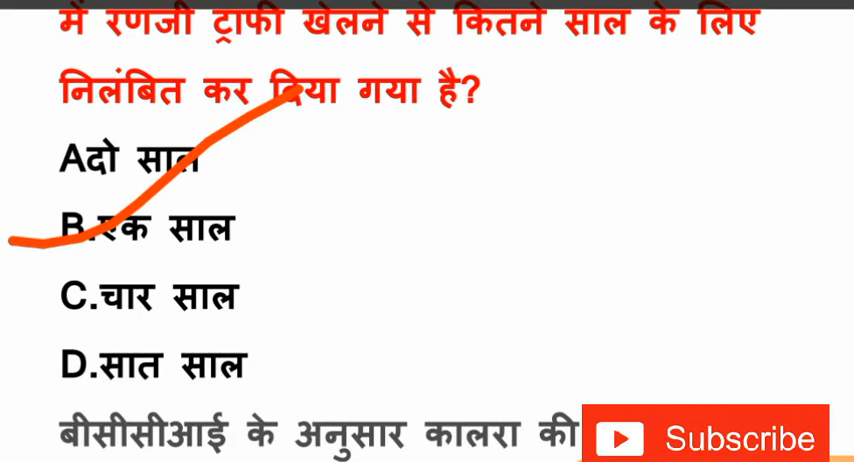 में रणजी ट्राफी खेलने से कितने साल के लिए
निलंबित कर दिया गया है?
Aदो साल
B.एक साल
C.चार साल
D.सात साल
बीसीसीआई के अनुसार कालरा की
Subscribe